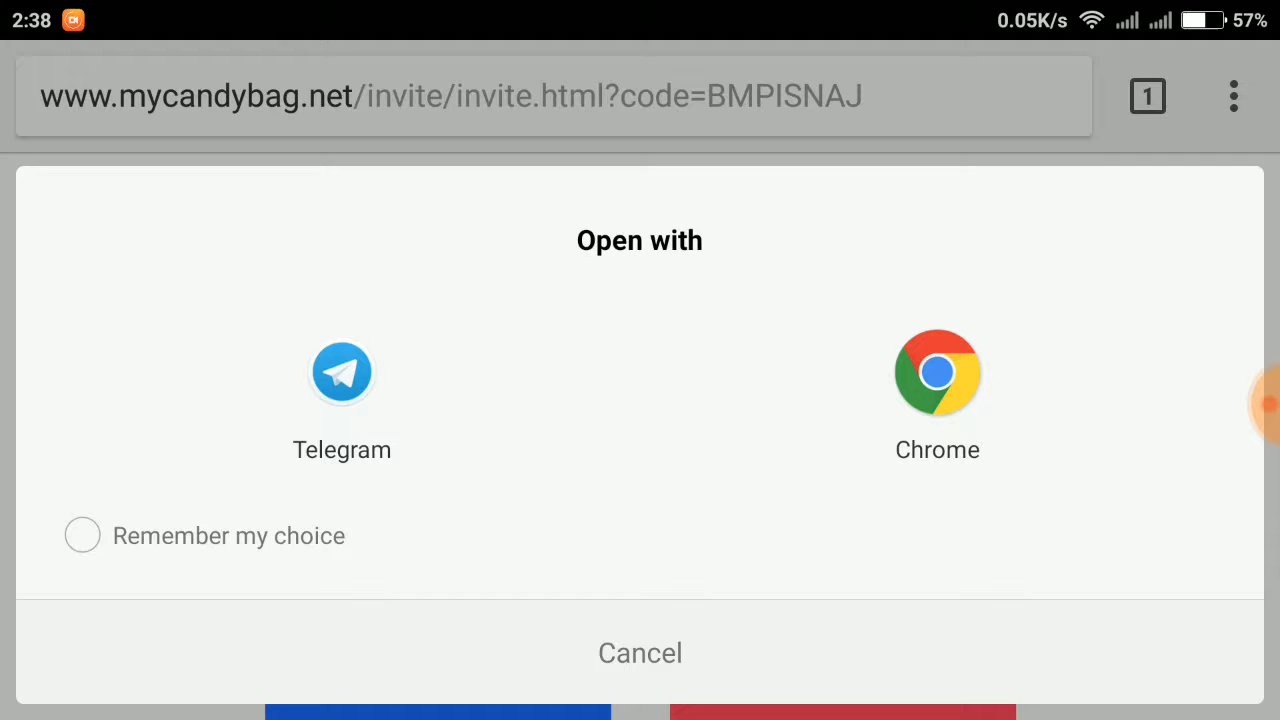 2:38 0.05K/s 57%
www.mycandybag.net/invite/invite.html?code=BMPISNAJ 1
Open with
Telegram Chrome
Remember my choice
Cancel